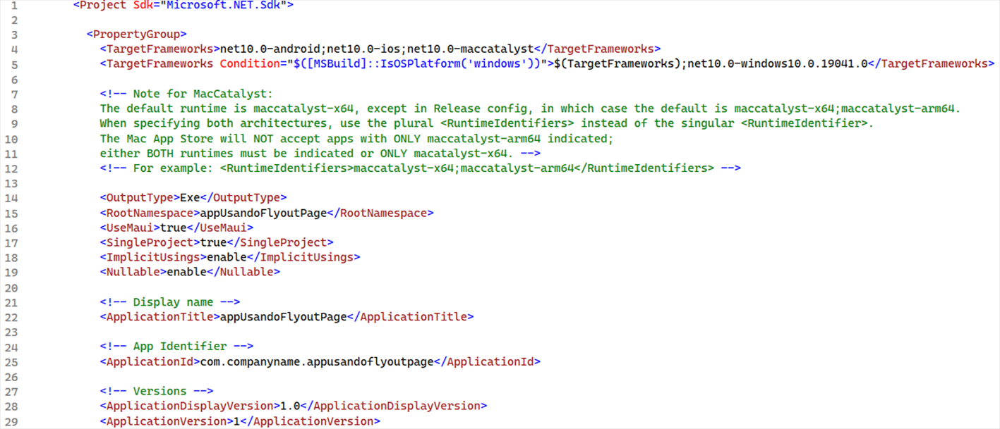 1 <Project Sdk="Microsoft.NET.Sdk">
2
3 <PropertyGroup>
4 <TargetFrameworks>net10.0-android;net10.0-ios;net10.0-maccatalyst</TargetFrameworks>
5 <TargetFrameworks Condition="$([MSBuild]::IsOSPlatform('windows'))">$(TargetFrameworks);net10.0-windows10.0.19041.0</TargetFrameworks>
6
7 <!-- Note for MacCatalyst:
8 The default runtime is maccatalyst-x64, except in Release config, in which case the default is maccatalyst-x64;maccatalyst-arm64.
9 When specifying both architectures, use the plural <RuntimeIdentifiers> instead of the singular <RuntimeIdentifier>.
10 The Mac App Store will NOT accept apps with ONLY maccatalyst-arm64 indicated;
11 either BOTH runtimes must be indicated or ONLY macatalyst-x64. -->
12 <!-- For example: <RuntimeIdentifiers>maccatalyst-x64;maccatalyst-arm64</RuntimeIdentifiers> -->
13
14 <OutputType>Exe</OutputType>
15 <RootNamespace>appUsandoFlyoutPage</RootNamespace>
16 <UseMaui>true</UseMaui>
17 <SingleProject>true</SingleProject>
18 <ImplicitUsings>enable</ImplicitUsings>
19 <Nullable>enable</Nullable>
20
21 <!-- Display name -->
22 <ApplicationTitle>appUsandoFlyoutPage</ApplicationTitle>
23
24 <!-- App Identifier -->
25 <ApplicationId>com.companyname.appusandoflyoutpage</ApplicationId>
26
27 <!-- Versions -->
28 <ApplicationDisplayVersion>1.0</ApplicationDisplayVersion>
29 <ApplicationVersion>1</ApplicationVersion>